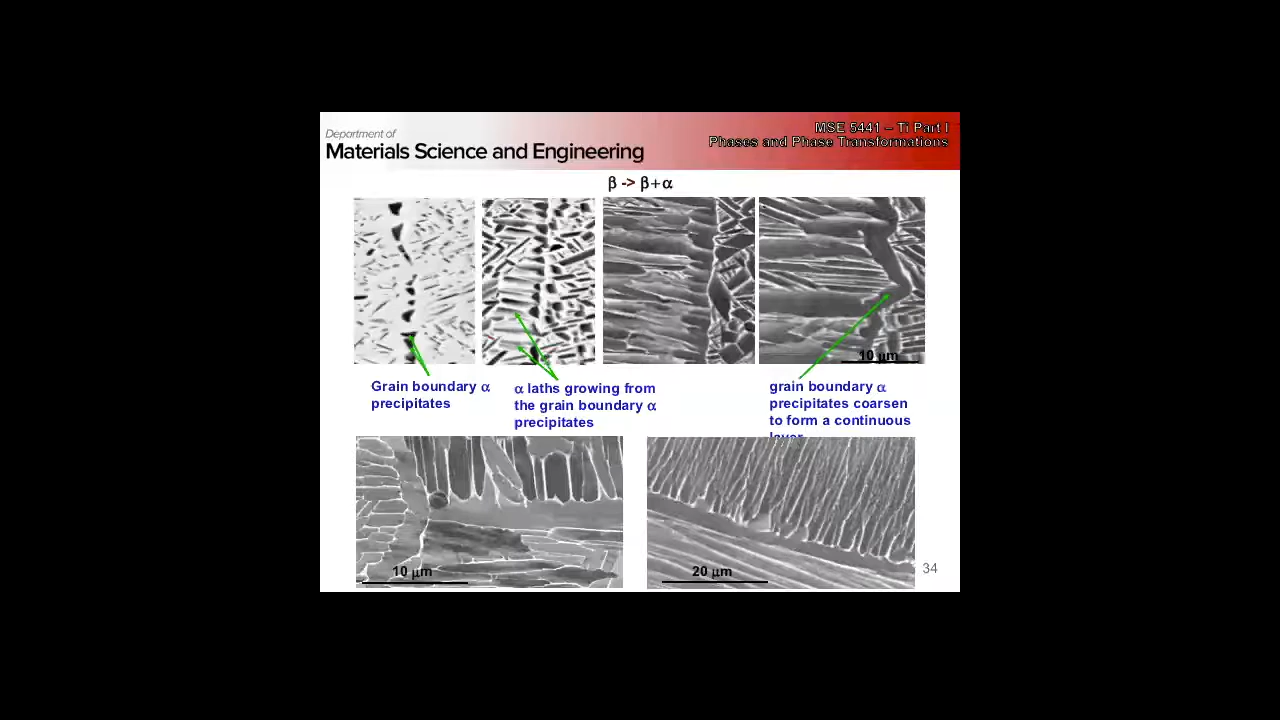 Department of
Materials Science and Engineering
MSE 5441 – Ti Part I
Phases and Phase Transformations
β -> β+α
10 μm
Grain boundary α
precipitates
α laths growing from
the grain boundary α
precipitates
grain boundary α
precipitates coarsen
to form a continuous
layer
10 μm
20 μm
34